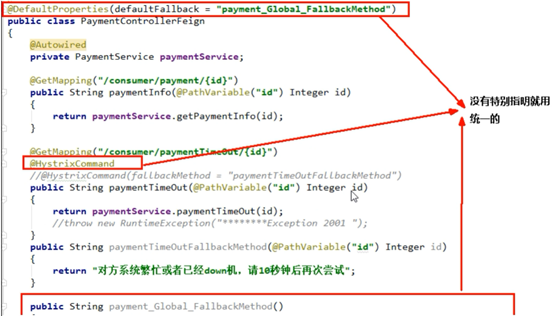 @DefaultProperties(defaultFallback = "payment_Global_FallbackMethod")
public class PaymentControllerFeign
{
@Autowired
private PaymentService paymentService;
@GetMapping("/consumer/payment/{id}")
public String paymentInfo(@PathVariable("id") Integer id)
{
return paymentService.getPaymentInfo(id);
}
没有特别指明就用
统一的
@GetMapping("/consumer/paymentTimeOut/{id}")
@HystrixCommand
//@HystrixCommand(fallbackMethod = "paymentTimeOutFallbackMethod")
public String paymentTimeOut(@PathVariable("id") Integer id)
{
return paymentService.paymentTimeOut(id);
//throw new RuntimeException("********Exception 2001 ");
}
public String paymentTimeOutFallbackMethod(@PathVariable("id") Integer id)
{
return "对方系统繁忙或者已经down机，请10秒钟后再次尝试";
}
public String payment_Global_FallbackMethod()
{